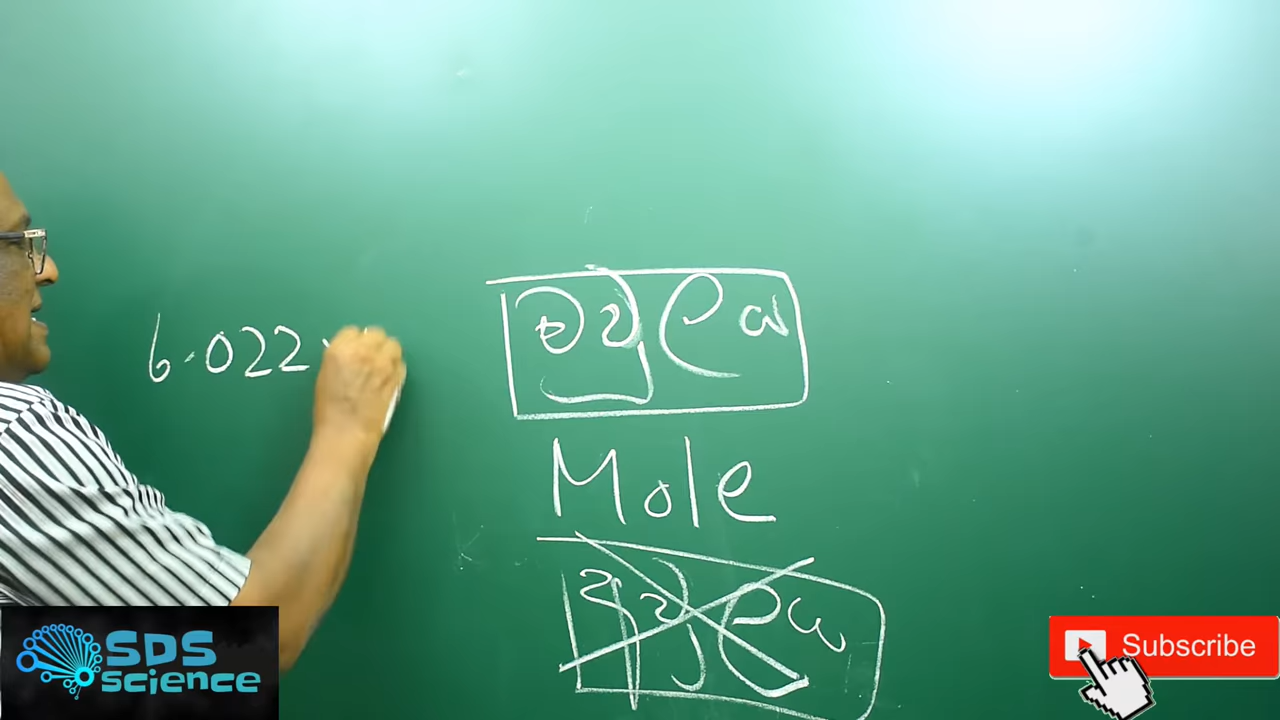 6.022
මවුලය
Mole
SDS
science
Subscribe